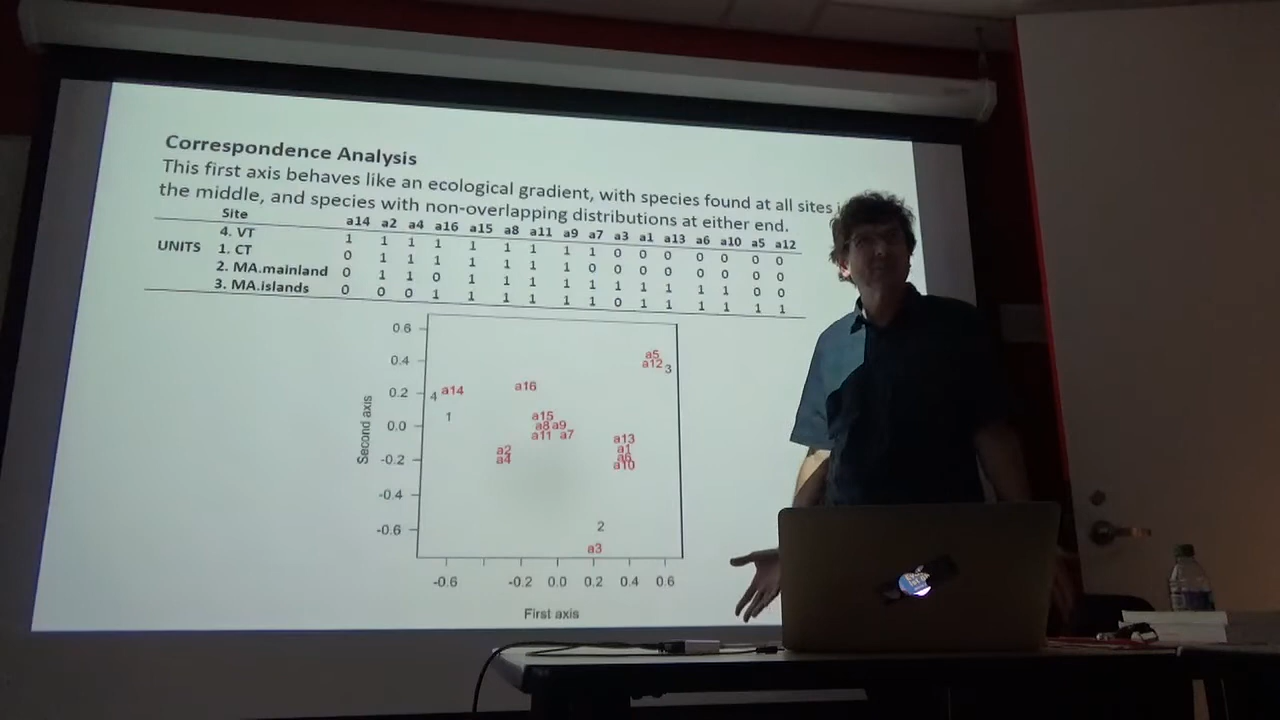 Correspondence Analysis
This first axis behaves like an ecological gradient, with species found at all sites
the middle, and species with non-overlapping distributions at either end.
Site a14 a2 a4 a16 a15 a8 a11 a9 a7 a3 a1 a13 a6 a10 a5 a12
4. VT 1 1 1 1 1 1 1 1 1 0 0 0 0 0 0 0
UNITS 1. CT 0 1 1 1 1 1 1 1 0 0 0 0 0 0 0 0
2. MA.mainland 0 1 1 0 1 1 1 1 1 1 1 1 1 1 0 0
3. MA.islands 0 0 0 1 1 1 1 1 1 0 1 1 1 1 1 1
0.6
0.4
0.2
0.0
-0.2
-0.4
-0.6
Second axis
a5
a12 3
4 a14 a16
1
a15
a8 a9
a11 a7
a2
a4
a13
a1
a6
a10
2
a3
-0.6 -0.2 0.0 0.2 0.4 0.6
First axis